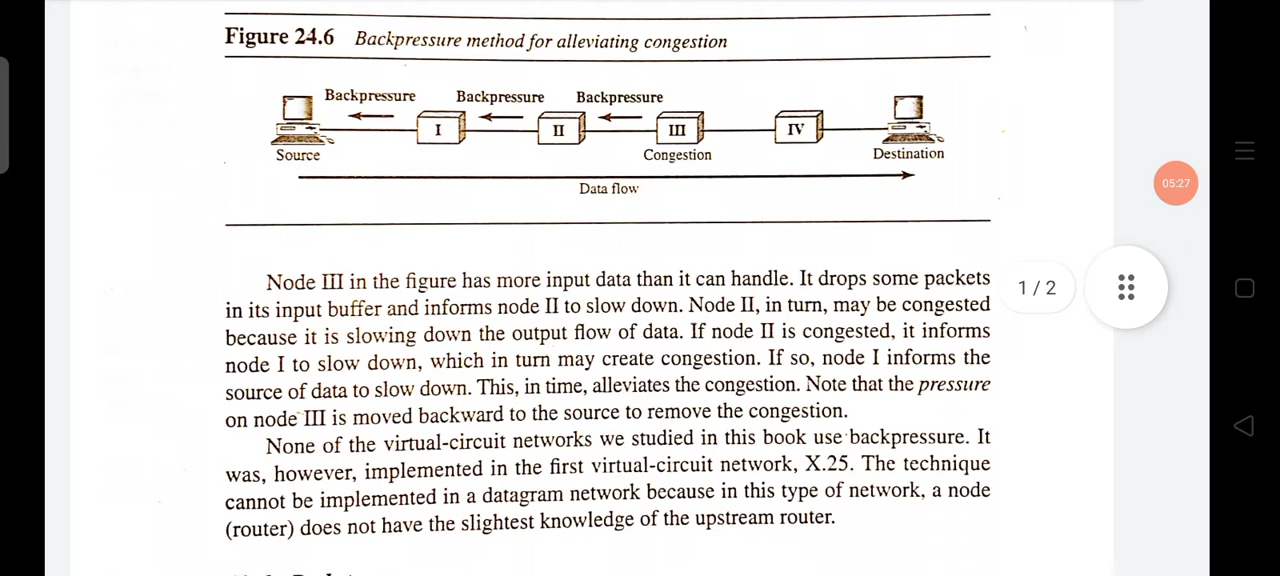 Figure 24.6 Backpressure method for alleviating congestion
Backpressure Backpressure Backpressure
I II III IV
Source Congestion Destination
Data flow
05:27
Node III in the figure has more input data than it can handle. It drops some packets
in its input buffer and informs node II to slow down. Node II, in turn, may be congested
because it is slowing down the output flow of data. If node II is congested, it informs
node I to slow down, which in turn may create congestion. If so, node I informs the
source of data to slow down. This, in time, alleviates the congestion. Note that the pressure
on node III is moved backward to the source to remove the congestion.
1 / 2
None of the virtual-circuit networks we studied in this book use backpressure. It
was, however, implemented in the first virtual-circuit network, X.25. The technique
cannot be implemented in a datagram network because in this type of network, a node
(router) does not have the slightest knowledge of the upstream router.